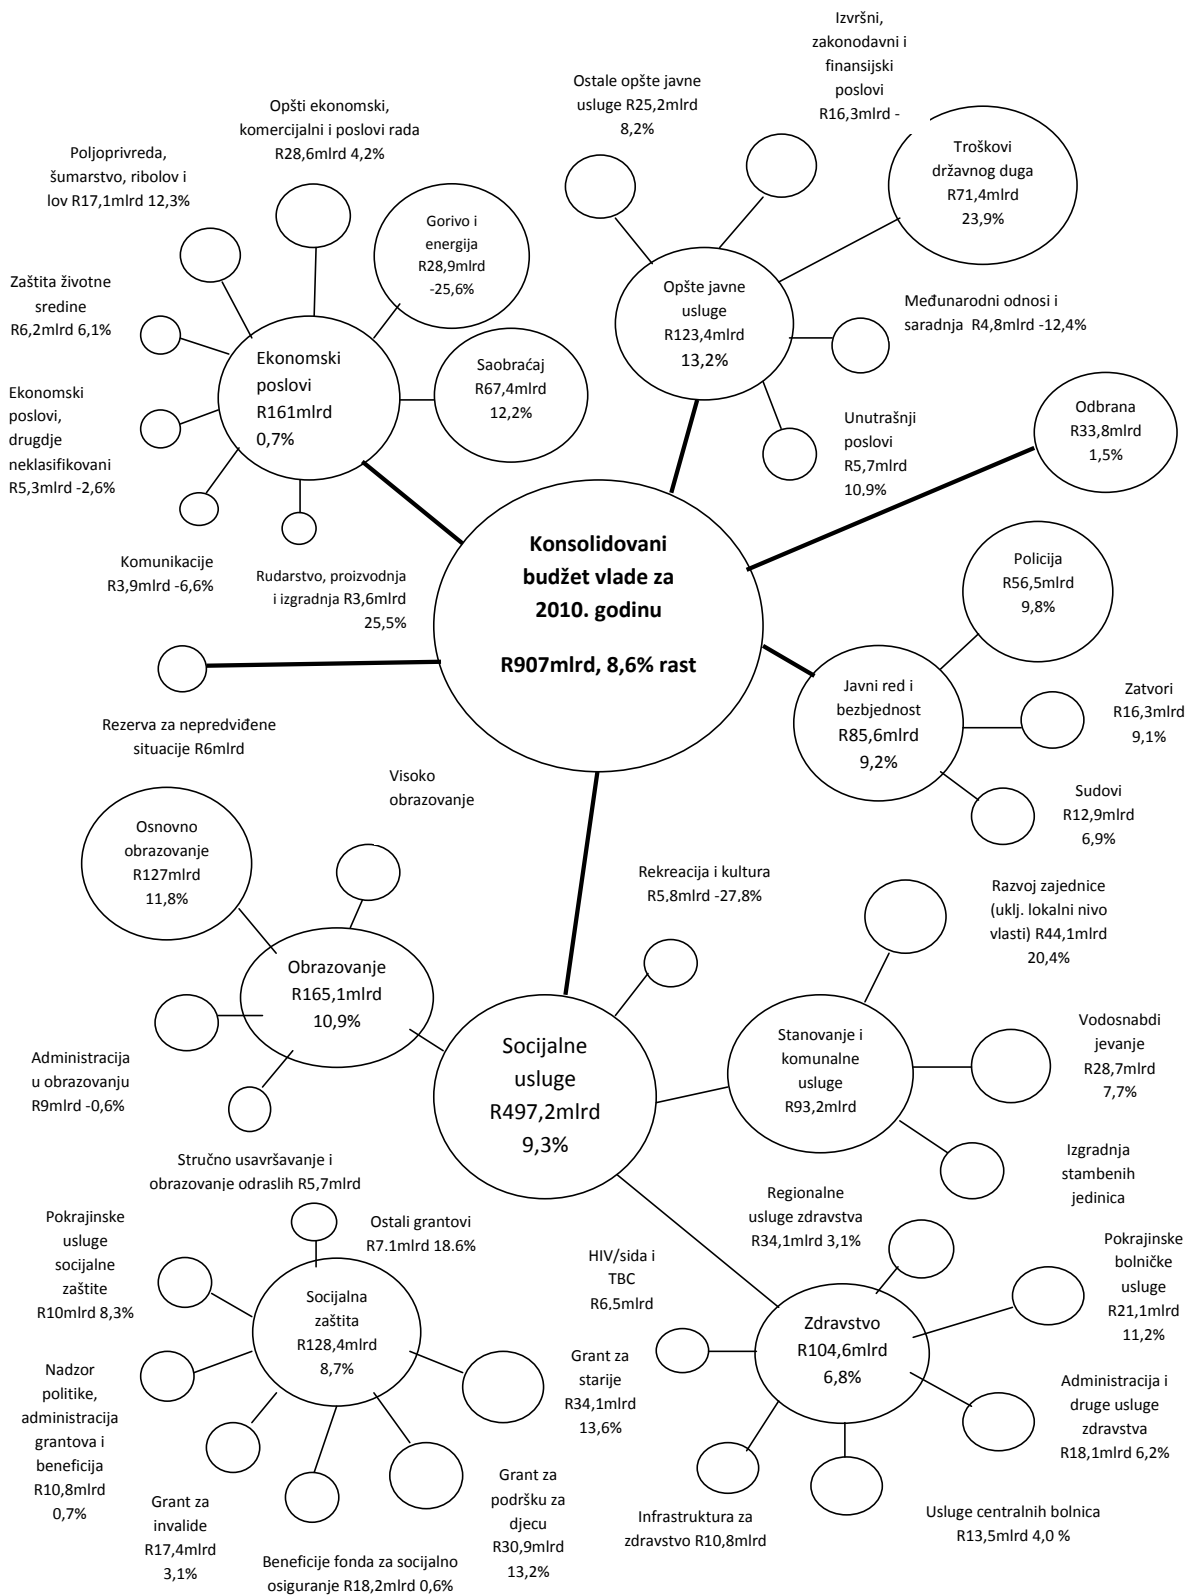 Izvršni,
zakonodavni i
finansijski
poslovi
R16,3mlrd -
Ostale opšte javne
usluge R25,2mlrd
8,2%
Opšti ekonomski,
komercijalni i poslovi rada
R28,6mlrd 4,2%
Poljoprivreda,
šumarstvo, ribolov i
lov R17,1mlrd 12,3%
Troškovi
državnog duga
R71,4mlrd
23,9%
Gorivo i
energija
R28,9mlrd
-25,6%
Zaštita životne
sredine
R6,2mlrd 6,1%
Opšte javne
usluge
R123,4mlrd
13,2%
Međunarodni odnosi i
saradnja R4,8mlrd -12,4%
Ekonomski
poslovi
R161mlrd
0,7%
Saobraćaj
R67,4mlrd
12,2%
Ekonomski
poslovi,
drugdje
neklasifikovani
R5,3mlrd -2,6%
Unutrašnji
poslovi
R5,7mlrd
10,9%
Odbrana
R33,8mlrd
1,5%
Komunikacije
R3,9mlrd -6,6%
Rudarstvo, proizvodnja
i izgradnja R3,6mlrd
25,5%
Konsolidovani
budžet vlade za
2010. godinu
R907mlrd, 8,6% rast
Policija
R56,5mlrd
9,8%
Javni red i
bezbjednost
R85,6mlrd
9,2%
Zatvori
R16,3mlrd
9,1%
Rezerva za nepredviđene
situacije R6mlrd
Sudovi
R12,9mlrd
6,9%
Visoko
obrazovanje
Osnovno
obrazovanje
R127mlrd
11,8%
Rekreacija i kultura
R5,8mlrd -27,8%
Razvoj zajednice
(uklj. lokalni nivo
vlasti) R44,1mlrd
20,4%
Obrazovanje
R165,1mlrd
10,9%
Administracija
u obrazovanju
R9mlrd -0,6%
Socijalne
usluge
R497,2mlrd
9,3%
Stanovanje i
komunalne
usluge
R93,2mlrd
Vodosnabdi
jevanje
R28,7mlrd
7,7%
Stručno usavršavanje i
obrazovanje odraslih R5,7mlrd
Izgradnja
stambenih
jedinica
Pokrajinske
usluge
socijalne
zaštite
R10mlrd 8,3%
Ostali grantovi
R7.1mlrd 18.6%
Regionalne
usluge zdravstva
R34,1mlrd 3,1%
HIV/sida i
TBC
R6,5mlrd
Pokrajinske
bolničke
usluge
R21,1mlrd
11,2%
Socijalna
zaštita
R128,4mlrd
8,7%
Zdravstvo
R104,6mlrd
6,8%
Nadzor
politike,
administracija
grantova i
beneficija
R10,8mlrd
0,7%
Grant za
starije
R34,1mlrd
13,6%
Administracija i
druge usluge
zdravstva
R18,1mlrd 6,2%
Grant za
invalide
R17,4mlrd
3,1%
Beneficije fonda za socijalno
osiguranje R18,2mlrd 0,6%
Grant za
podršku za
djecu
R30,9mlrd
13,2%
Infrastruktura za
zdravstvo R10,8mlrd
Usluge centralnih bolnica
R13,5mlrd 4,0 %